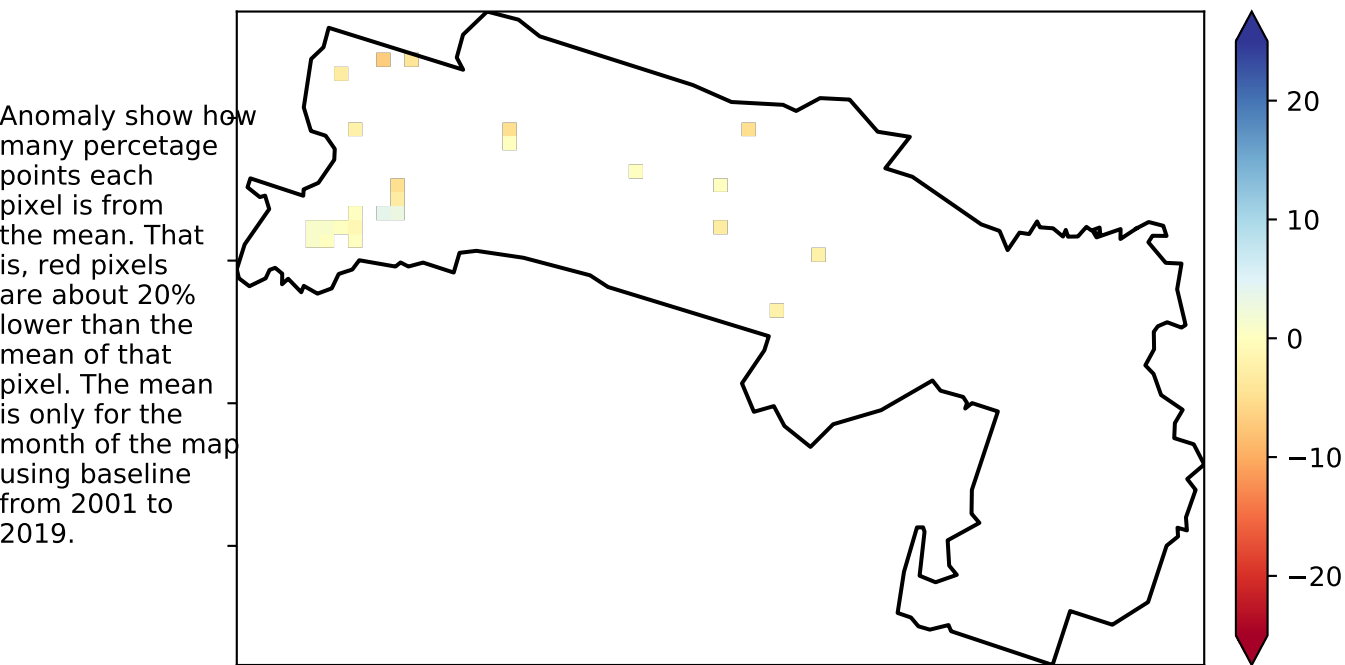 Anomaly show how
many percetage
points each
pixel is from
the mean. That
is, red pixels
are about 20%
lower than the
mean of that
pixel. The mean
is only for the
month of the map
using baseline
from 2001 to
2019.
20
10
0
−10
−20